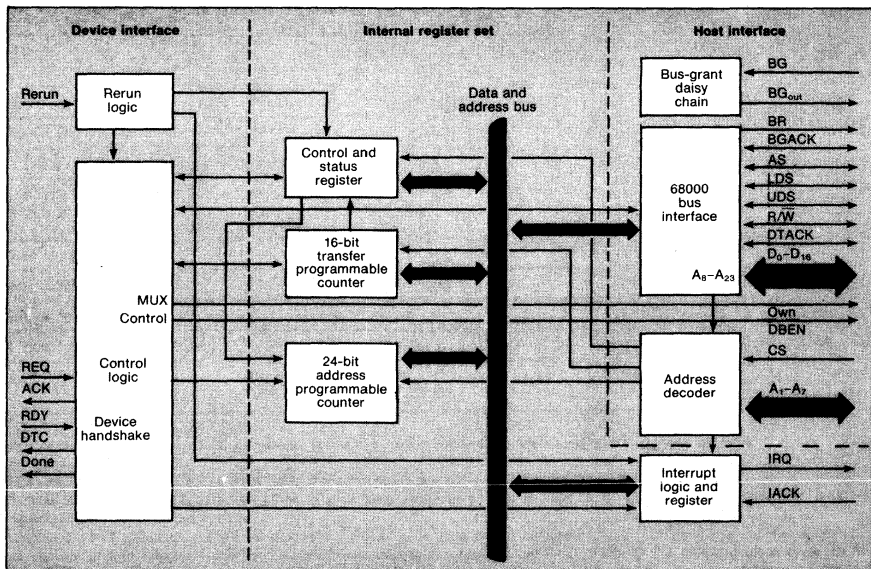 Device interface
Internal register set
Host interface
Rerun
Rerun
logic
Data and
address bus
Bus-grant
daisy
chain
BG
BGout
Control and
status
register
68000
bus
interface
A8–A23
BR
BGACK
AS
LDS
UDS
R/W̅
DTACK
D0–D16
16-bit
transfer
programmable
counter
MUX
Control
Own
DBEN
CS
24-bit
address
programmable
counter
Address
decoder
A1–A7
Control
logic
Device
handshake
REQ
ACK
RDY
DTC
Done
Interrupt
logic and
register
IRQ
IACK